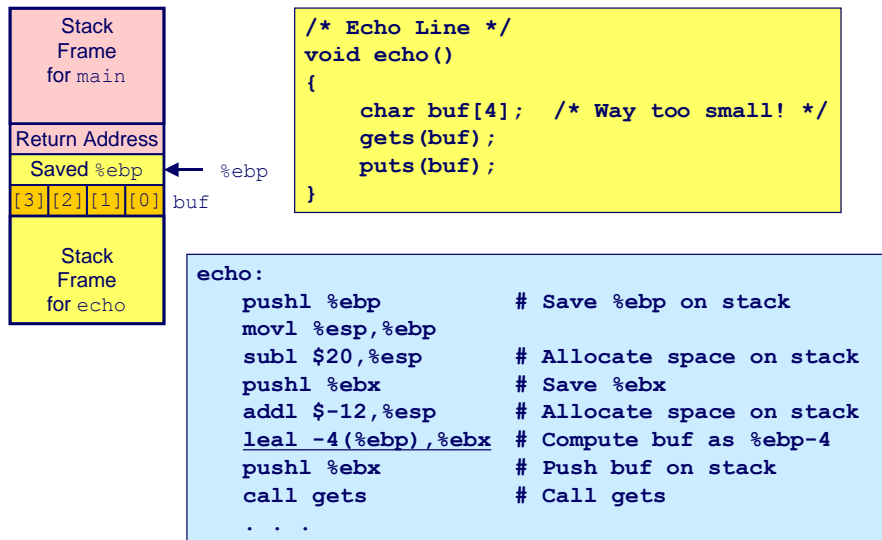 Stack
Frame
for main
Return Address
Saved %ebp
%ebp
[3] [2] [1] [0] buf
Stack
Frame
for echo
/* Echo Line */
void echo()
{
    char buf[4];  /* Way too small! */
    gets(buf);
    puts(buf);
}
echo:
    pushl %ebp          # Save %ebp on stack
    movl %esp,%ebp
    subl $20,%esp       # Allocate space on stack
    pushl %ebx          # Save %ebx
    addl $-12,%esp      # Allocate space on stack
    leal -4(%ebp),%ebx  # Compute buf as %ebp-4
    pushl %ebx          # Push buf on stack
    call gets           # Call gets
    . . .